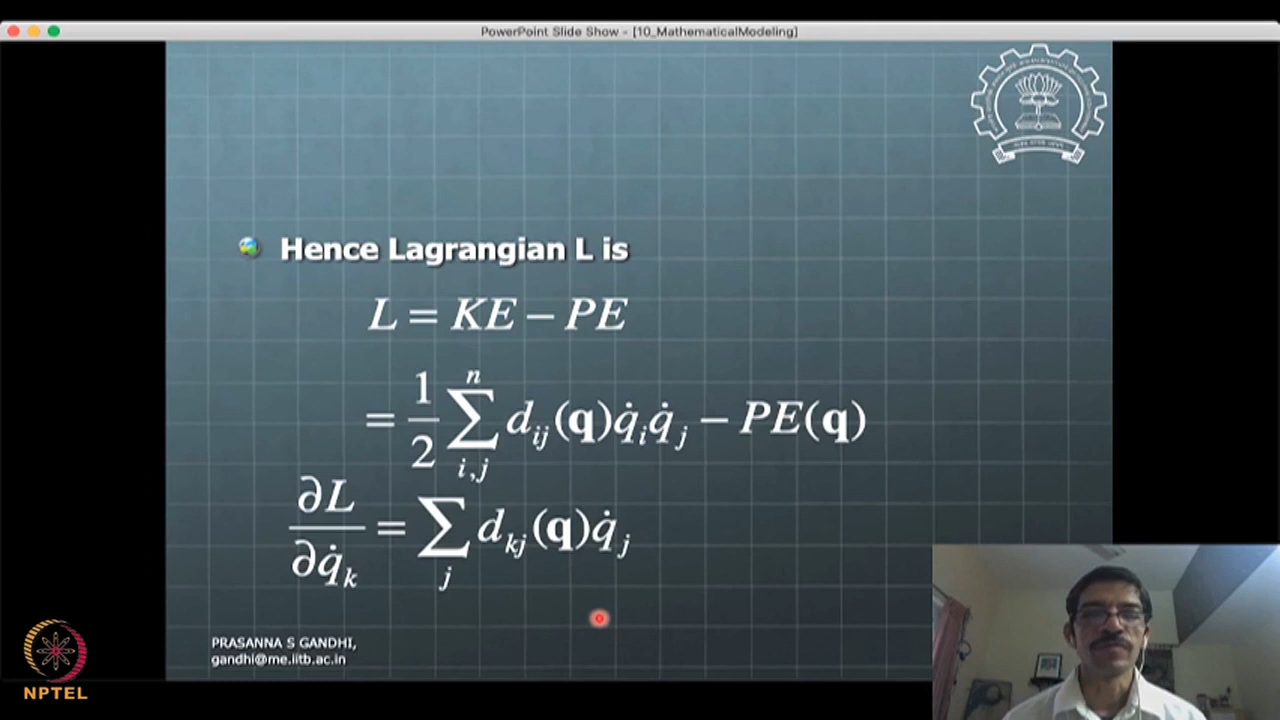 PowerPoint Slide Show - [10_MathematicalModeling]
Hence Lagrangian L is
L = KE − PE
= 1/2 ∑_{i,j}^{n} d_{ij}(𝐪)q̇_i q̇_j − PE(𝐪)
∂L/∂q̇_k = ∑_j d_{kj}(𝐪)q̇_j
PRASANNA S GANDHI,
gandhi@me.iitb.ac.in
NPTEL